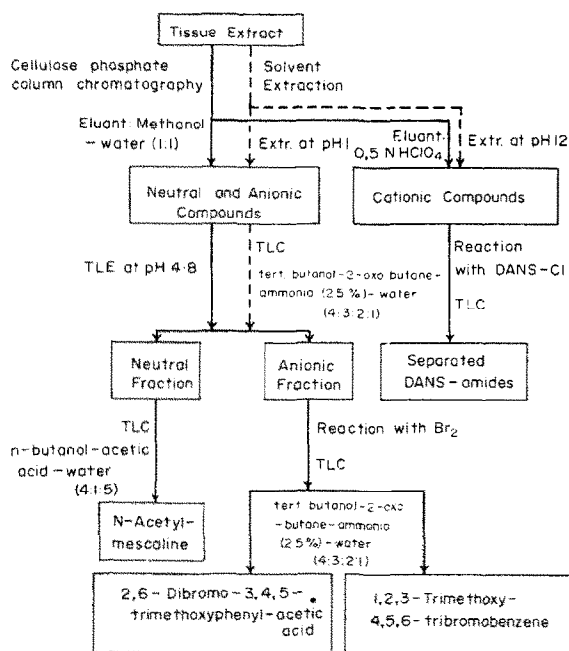 Tissue Extract
Cellulose phosphate
column chromatography
Solvent
Extraction
Eluant: Methanol
-water (1:1)
Extr. at pH1
Eluant:
0,5 N HClO4
Extr. at pH12
Neutral and Anionic
Compounds
Cationic Compounds
TLE at pH 4·8
TLC
tert. butanol-2-oxo butane-
ammonia (25%)-water
(4:3:2:1)
Reaction
with DANS-Cl
TLC
Neutral
Fraction
Anionic
Fraction
Separated
DANS-amides
TLC
n-butanol-acetic
acid-water
(4:1:5)
Reaction with Br2
TLC
N-Acetyl-
mescaline
tert butanol-2-oxo
-butane-ammonia
(25%)-water
(4:3:2:1)
2,6-Dibromo-3,4,5-
trimethoxyphenyl-acetic
acid
1,2,3-Trimethoxy-
4,5,6-tribromobenzene